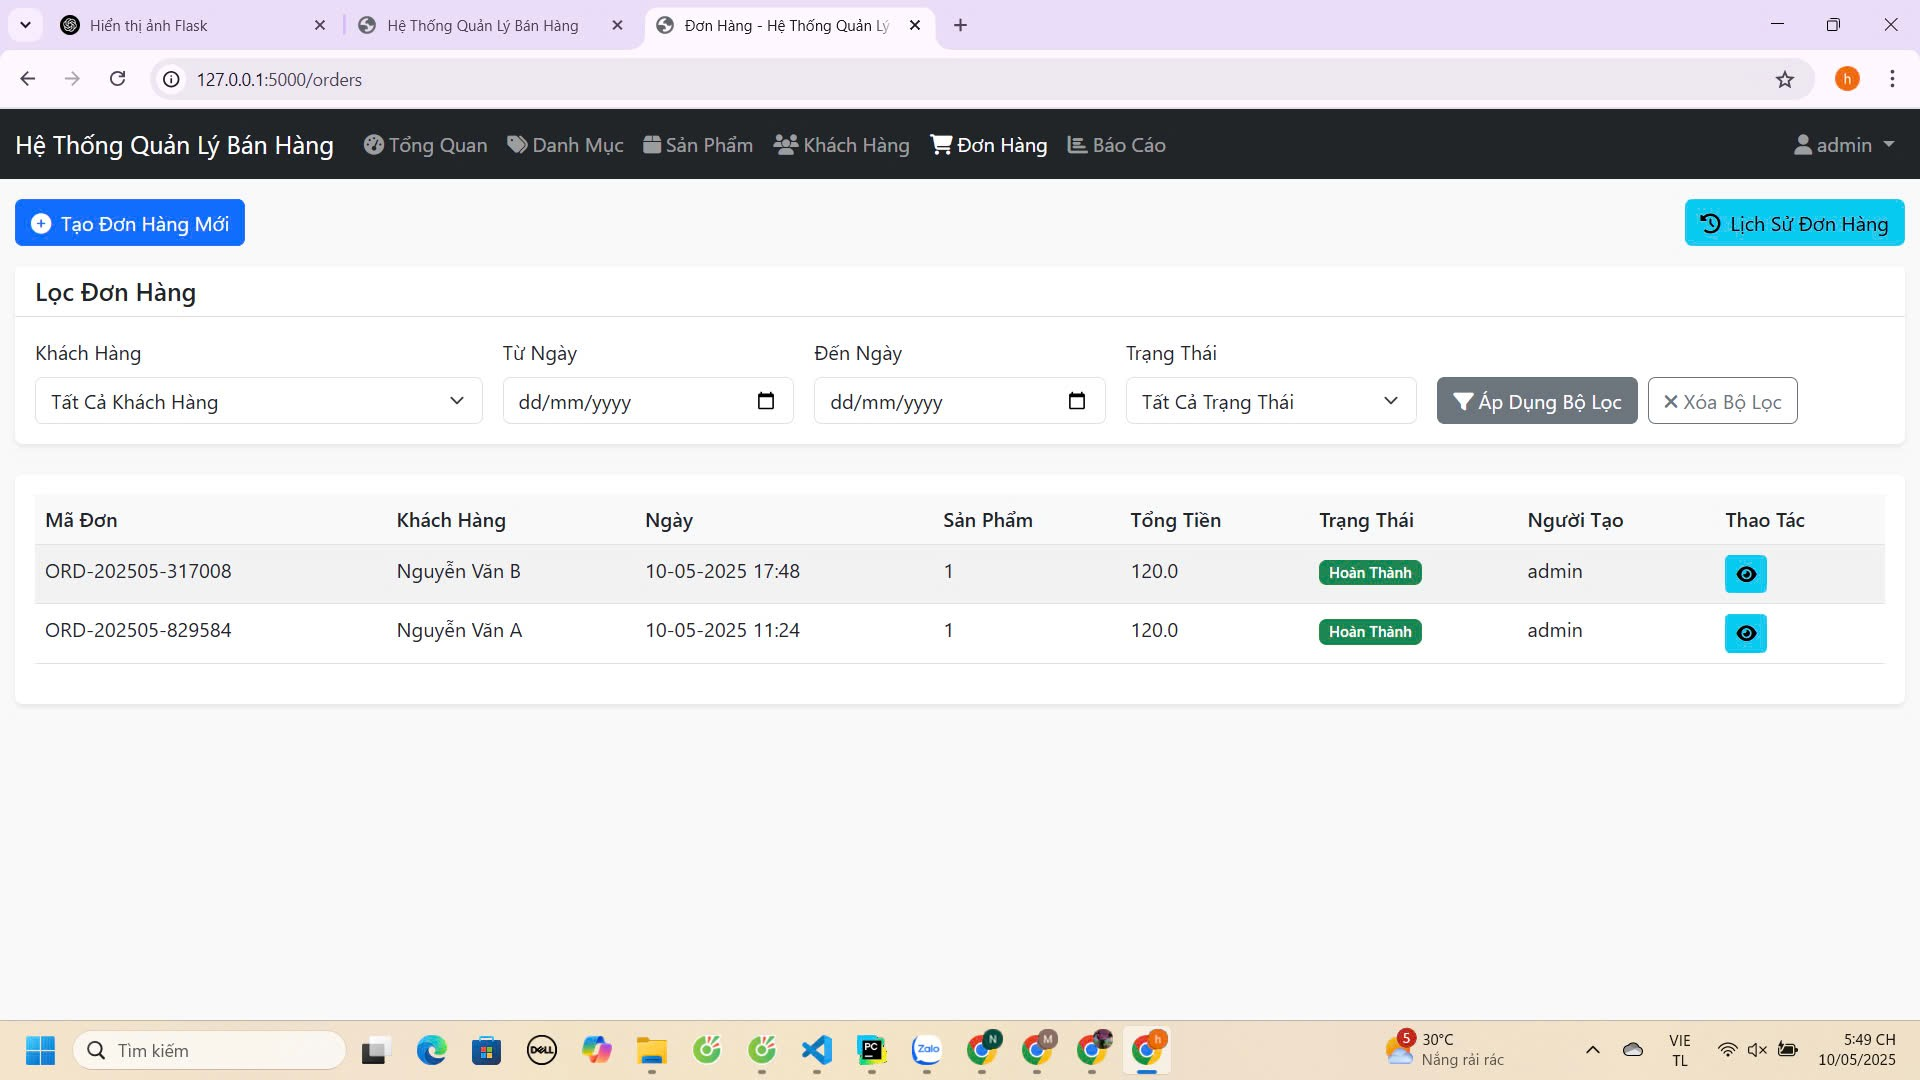 Hiển thị ảnh Flask
Hệ Thống Quản Lý Bán Hàng
Đơn Hàng - Hệ Thống Quản Lý
127.0.0.1:5000/orders
h
Hệ Thống Quản Lý Bán Hàng
Tổng Quan
Danh Mục
Sản Phẩm
Khách Hàng
Đơn Hàng
Báo Cáo
admin
Tạo Đơn Hàng Mới
Lịch Sử Đơn Hàng
Lọc Đơn Hàng
Khách Hàng
Từ Ngày
Đến Ngày
Trạng Thái
Tất Cả Khách Hàng
dd/mm/yyyy
dd/mm/yyyy
Tất Cả Trạng Thái
Áp Dụng Bộ Lọc
Xóa Bộ Lọc
Mã Đơn Khách Hàng Ngày Sản Phẩm Tổng Tiền Trạng Thái Người Tạo Thao Tác
ORD-202505-317008 Nguyễn Văn B 10-05-2025 17:48 1 120.0 Hoàn Thành admin
ORD-202505-829584 Nguyễn Văn A 10-05-2025 11:24 1 120.0 Hoàn Thành admin
Tìm kiếm
DELL
PC
Zalo
N
M
h
5
30°C
Nắng rải rác
VIE
TL
5:49 CH
10/05/2025